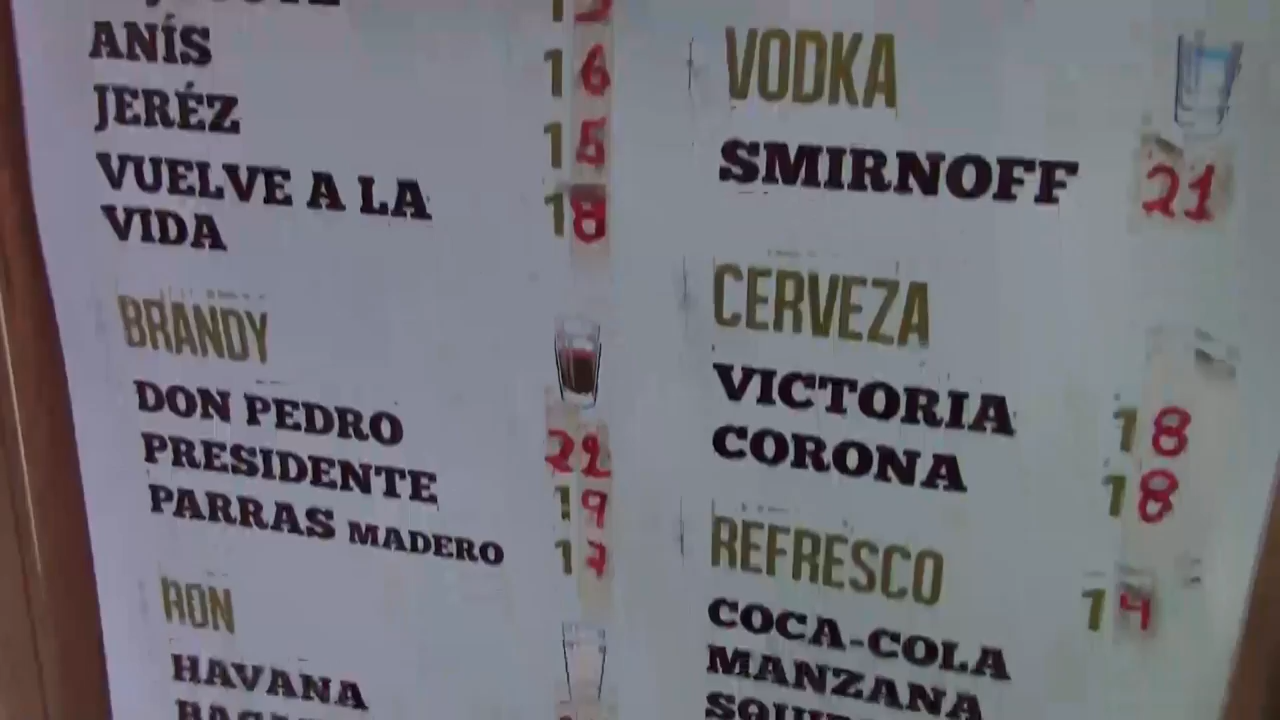 ANÍS 16
JERÉZ 15
VUELVE A LA
VIDA 18
BRANDY
DON PEDRO 22
PRESIDENTE 19
PARRAS MADERO 17
RON
HAVANA
VODKA
SMIRNOFF 21
CERVEZA
VICTORIA 18
CORONA 18
REFRESCO
COCA-COLA 14
MANZANA